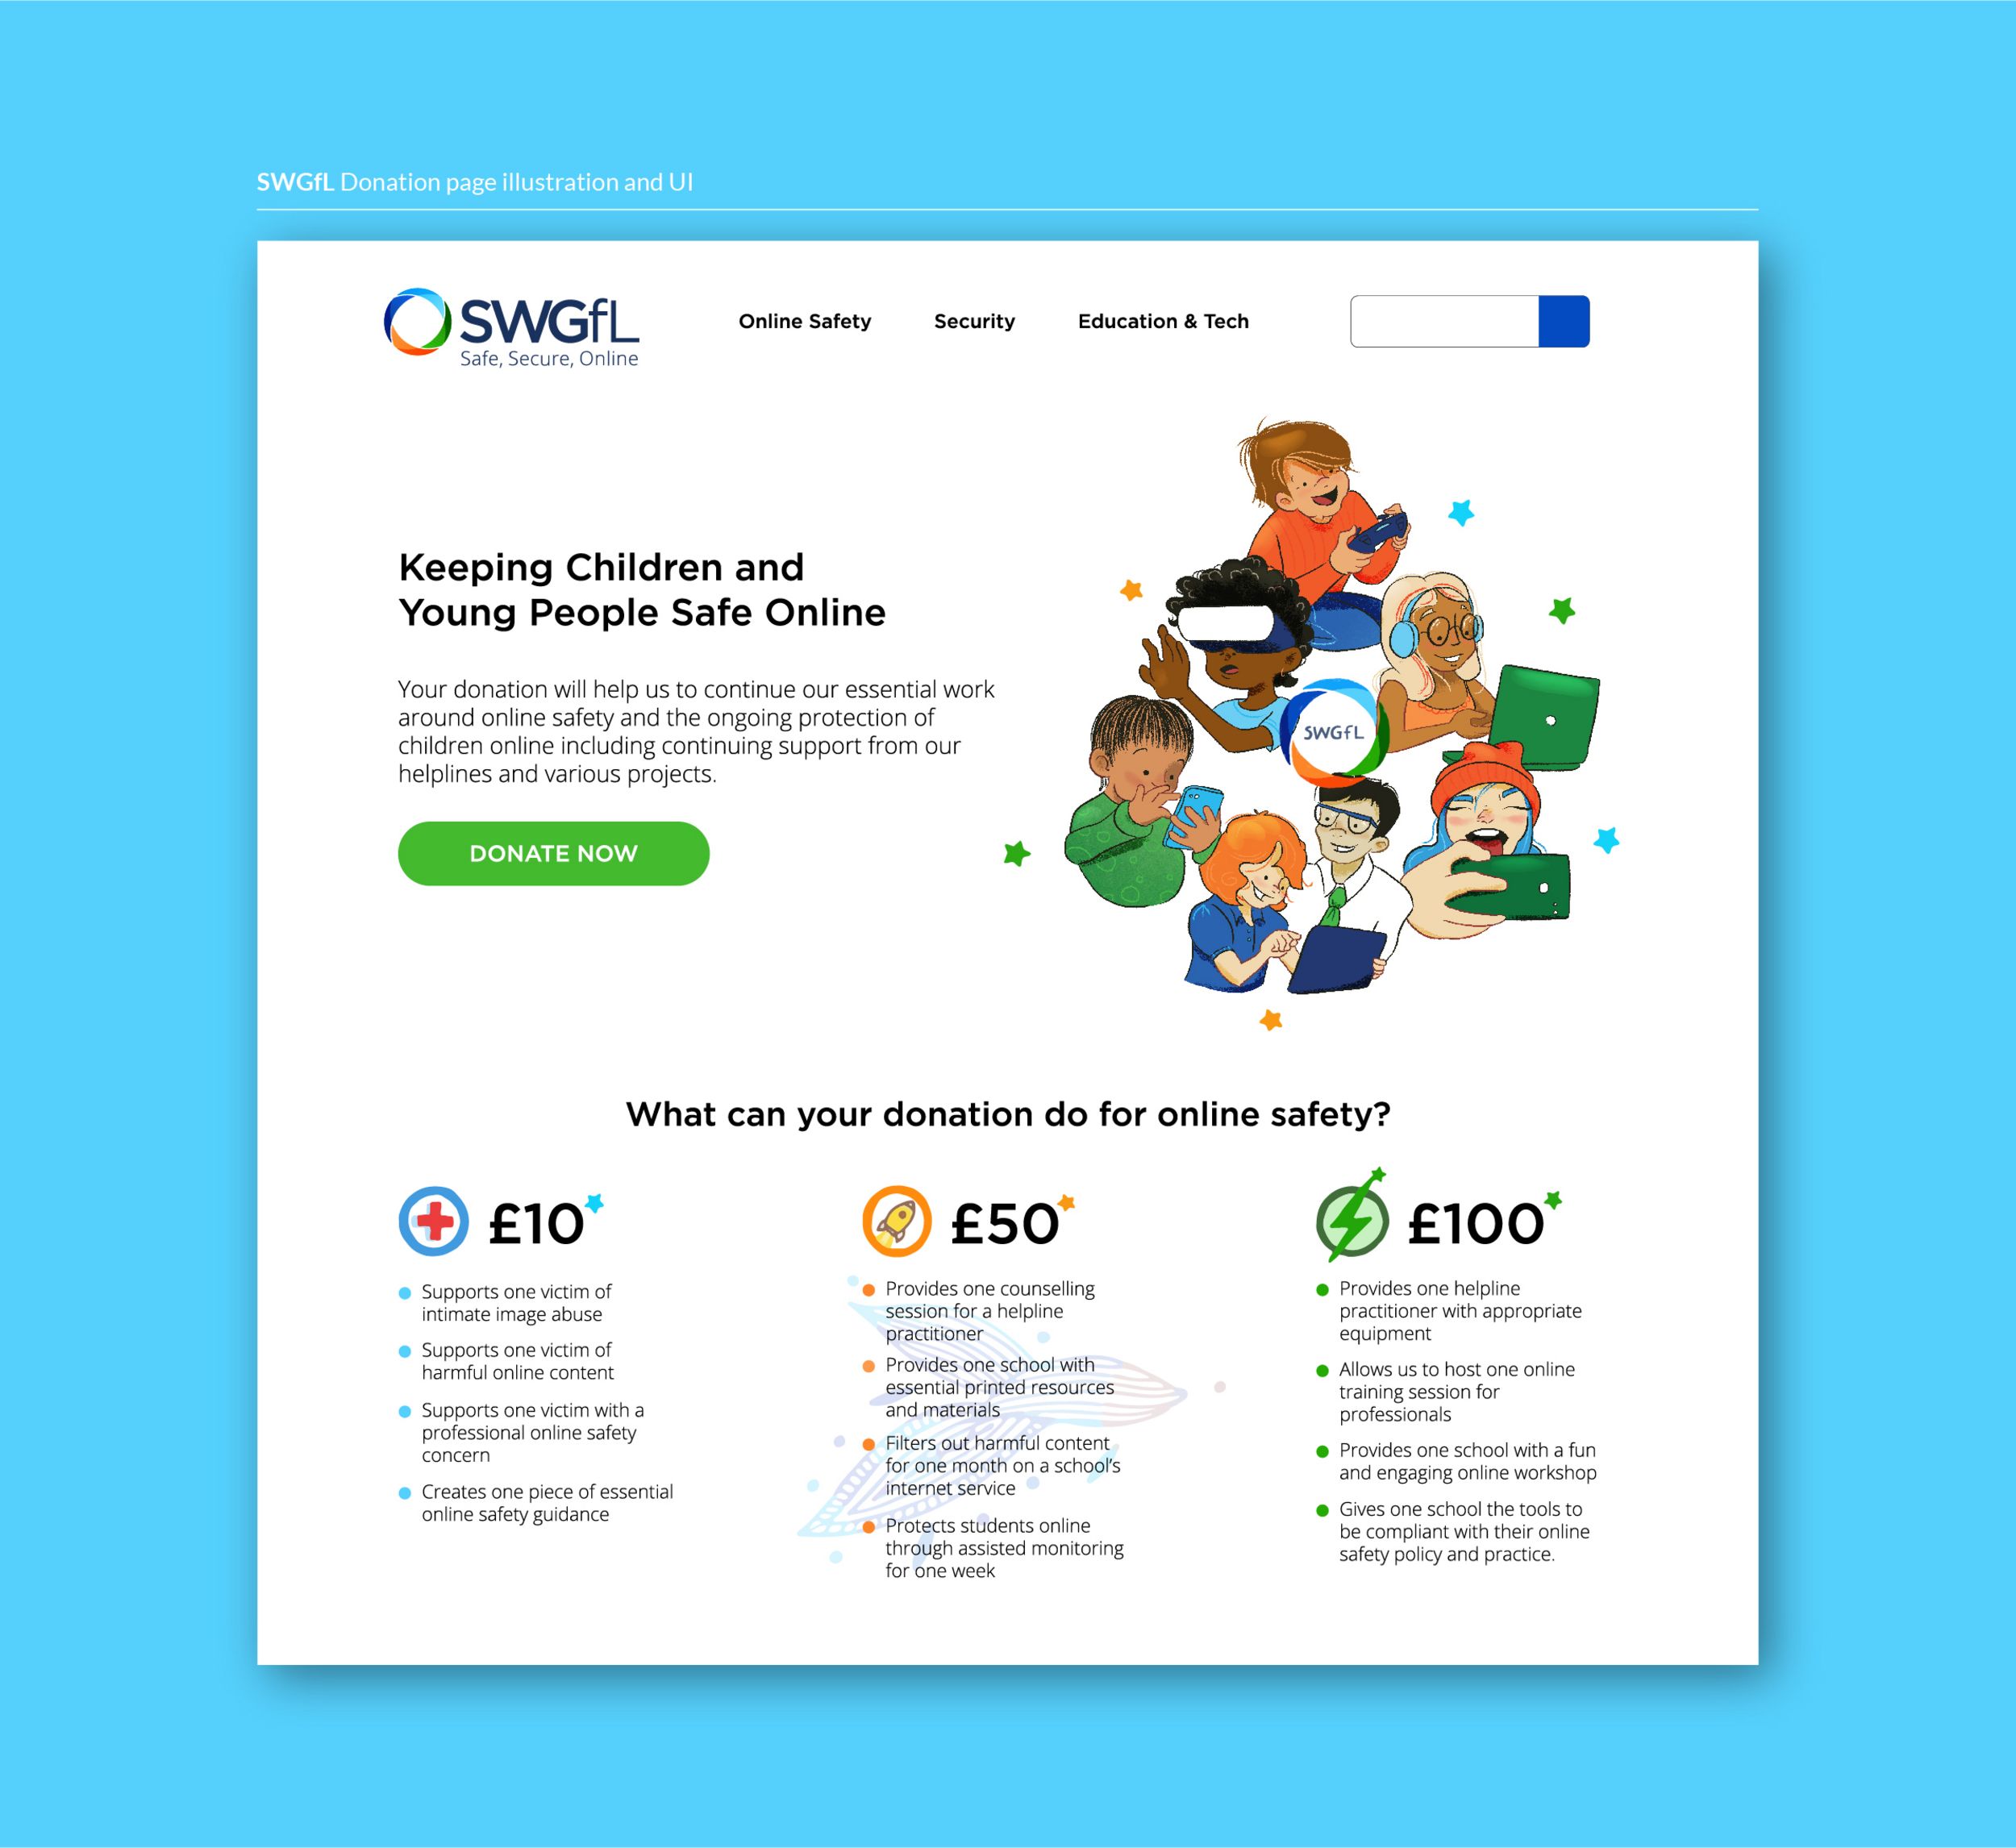 SWGfL Donation page illustration and UI
SWGfL
Safe, Secure, Online
Online Safety
Security
Education & Tech
Keeping Children and
Young People Safe Online
Your donation will help us to continue our essential work
around online safety and the ongoing protection of
children online including continuing support from our
helplines and various projects.
DONATE NOW
SWGfL
What can your donation do for online safety?
£10
Supports one victim of
intimate image abuse
Supports one victim of
harmful online content
Supports one victim with a
professional online safety
concern
Creates one piece of essential
online safety guidance
£50
Provides one counselling
session for a helpline
practitioner
Provides one school with
essential printed resources
and materials
Filters out harmful content
for one month on a school's
internet service
Protects students online
through assisted monitoring
for one week
£100
Provides one helpline
practitioner with appropriate
equipment
Allows us to host one online
training session for
professionals
Provides one school with a fun
and engaging online workshop
Gives one school the tools to
be compliant with their online
safety policy and practice.